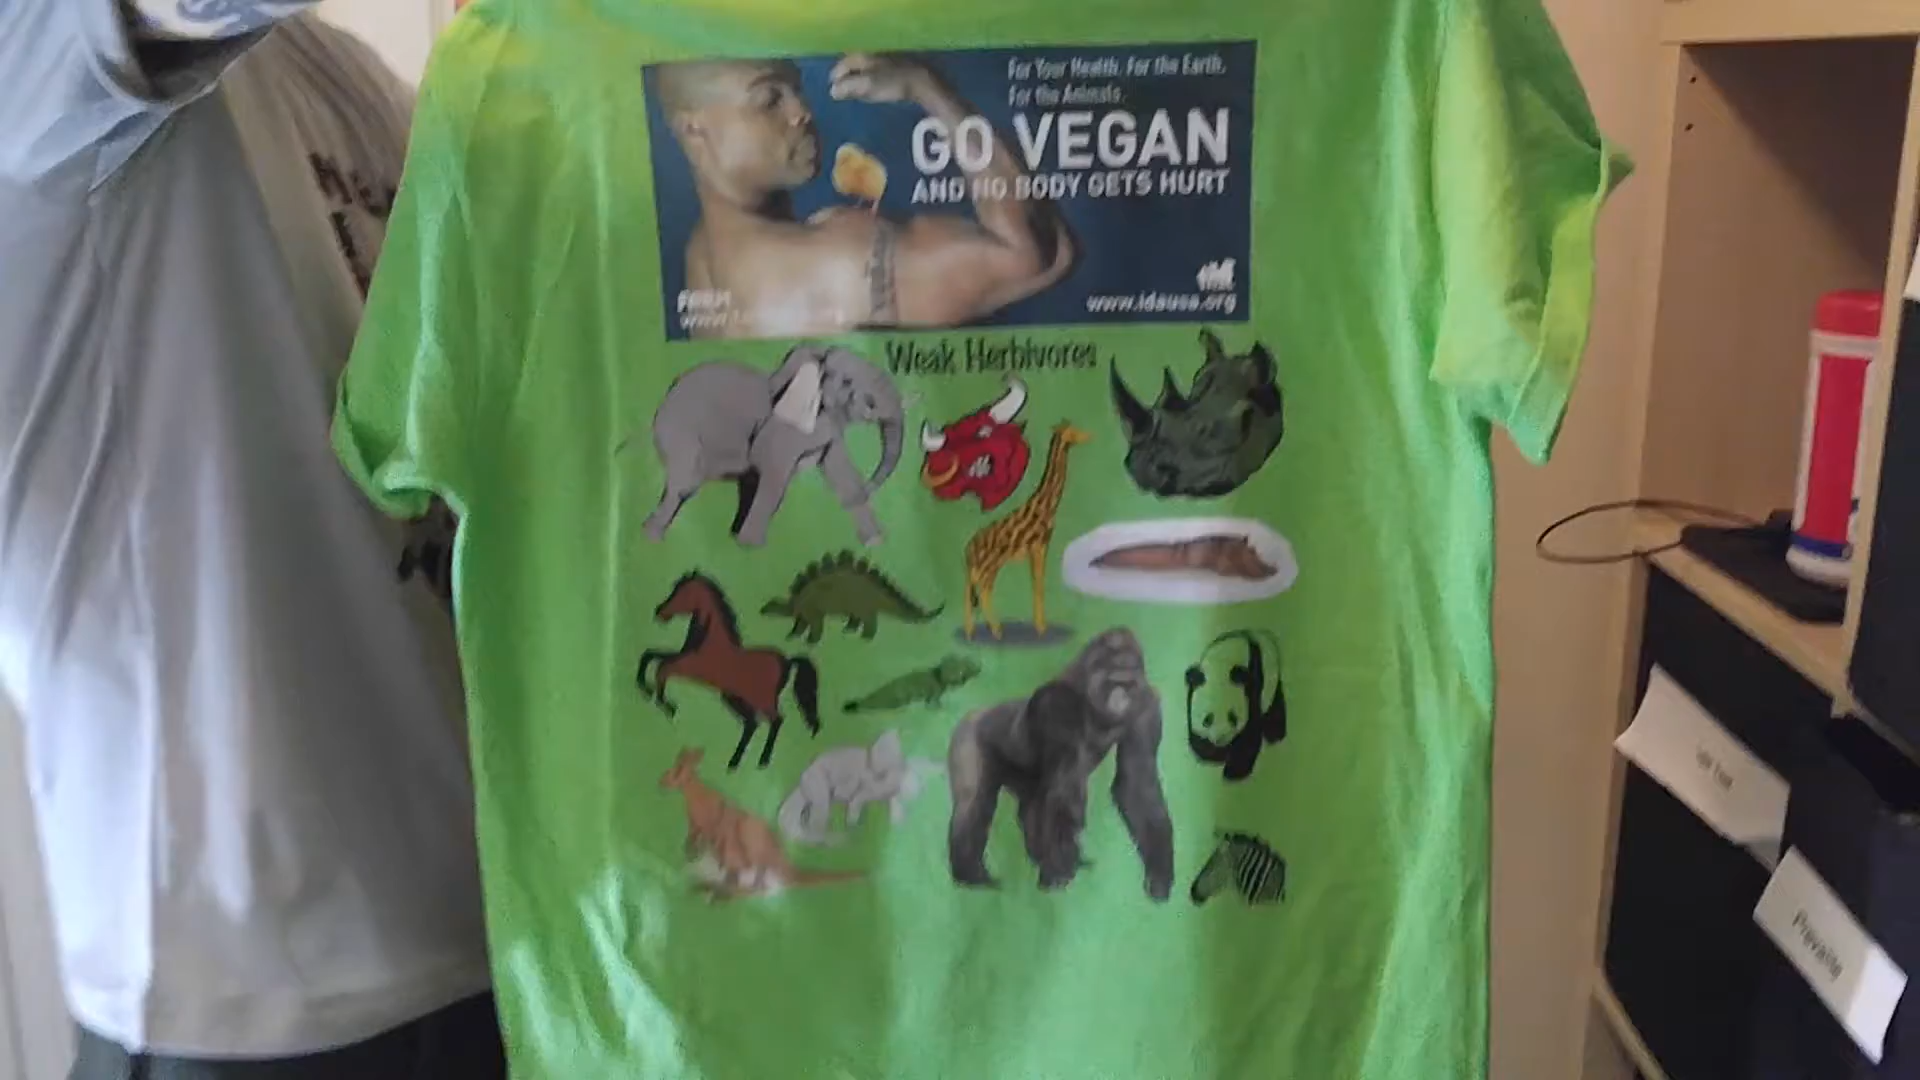 For Your Health. For the Earth.
For the Animals.
GO VEGAN
AND NO BODY GETS HURT
FARM
www.idausa.org
Weak Herbivores